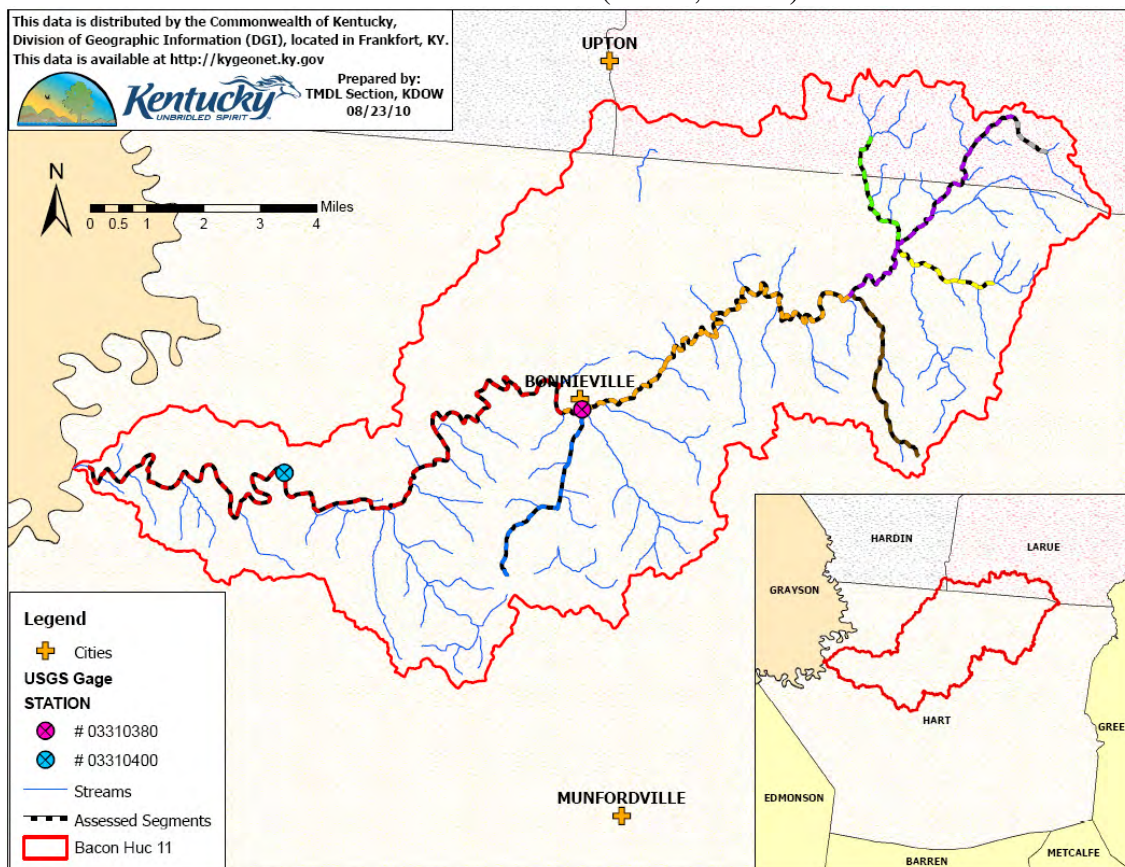 This data is distributed by the Commonwealth of Kentucky,
Division of Geographic Information (DGI), located in Frankfort, KY.
This data is available at http://kygeonet.ky.gov
Kentucky
UNBRIDLED SPIRIT
Prepared by:
TMDL Section, KDOW
08/23/10
UPTON
N
Miles
0 0.5 1 2 3 4
BONNIEVILLE
MUNFORDVILLE
Legend
Cities
USGS Gage
STATION
# 03310380
# 03310400
Streams
Assessed Segments
Bacon Huc 11
HARDIN
LARUE
GRAYSON
HART
GREE
EDMONSON
METCALFE
BARREN